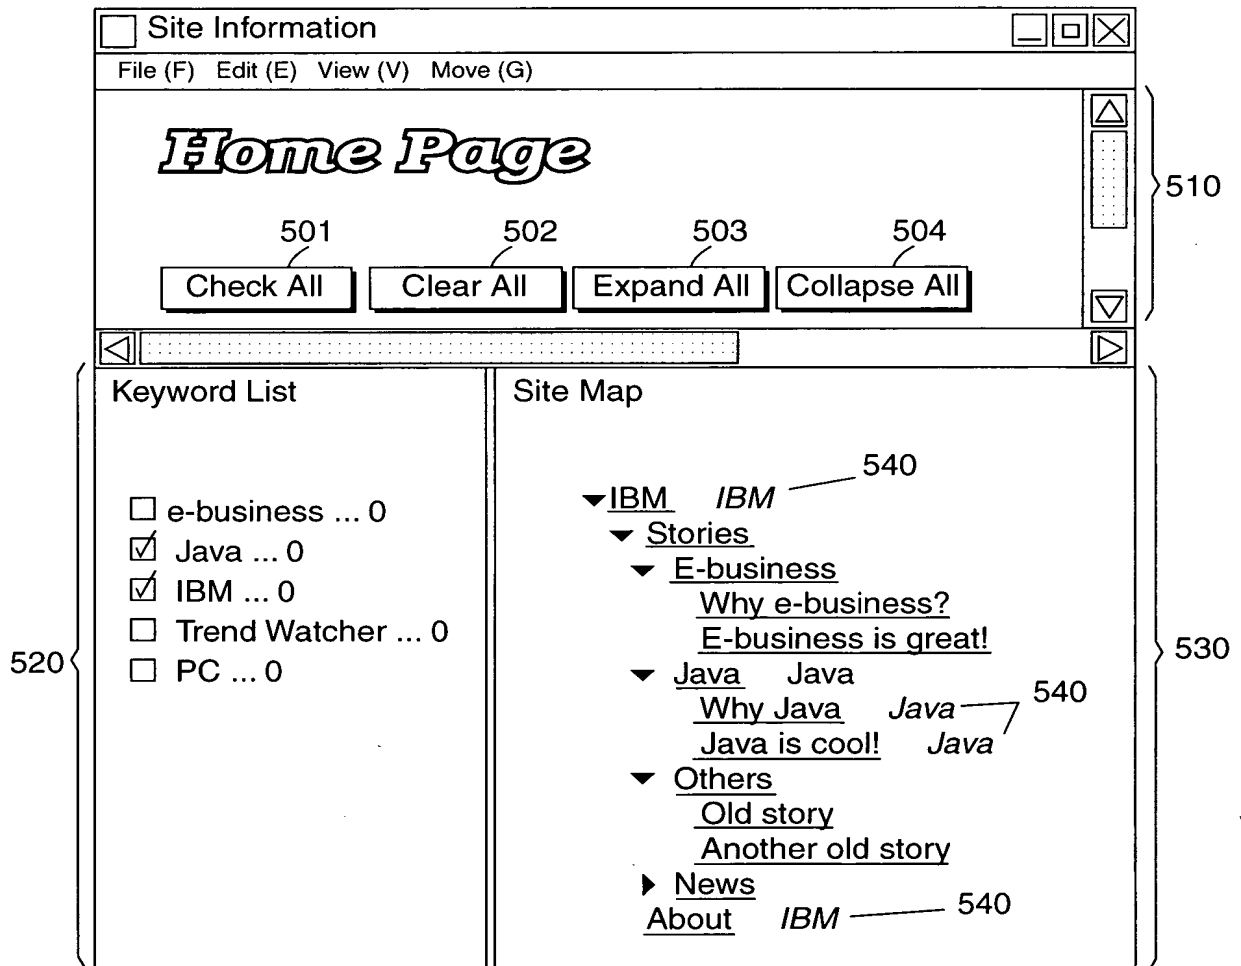 Site Information
File (F) Edit (E) View (V) Move (G)
Home Page
510
501 502 503 504
Check All Clear All Expand All Collapse All
Keyword List
Site Map
540
IBM IBM
e-business ... 0
Stories
Java ... 0
E-business
IBM ... 0
Why e-business?
Trend Watcher ... 0
E-business is great!
520
PC ... 0
Java Java
530
540
Why Java Java
Java is cool! Java
Others
Old story
Another old story
News
540
About IBM